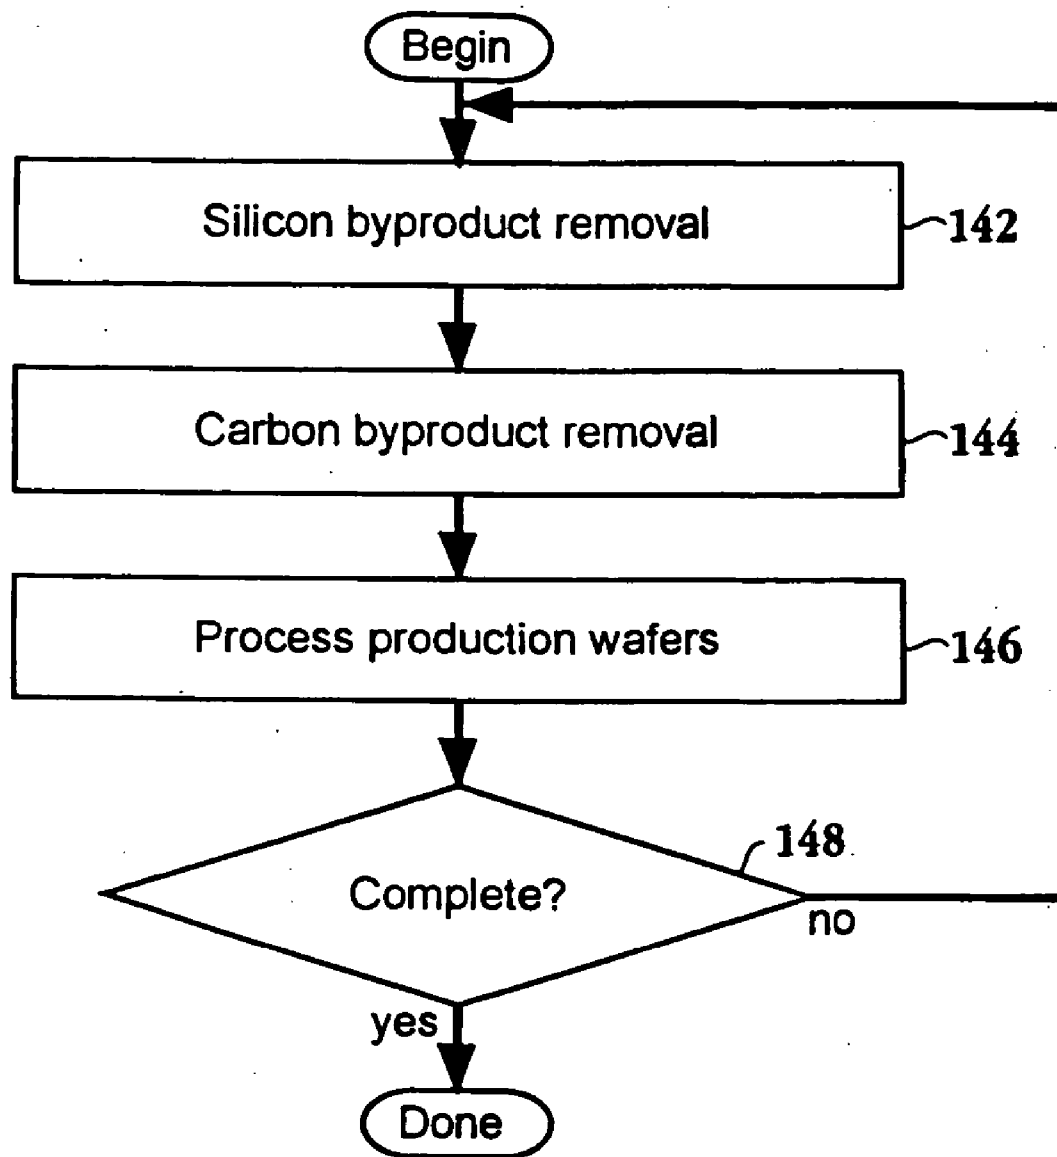 Begin
Silicon byproduct removal
142
Carbon byproduct removal
144
Process production wafers
146
148
Complete?
no
yes
Done